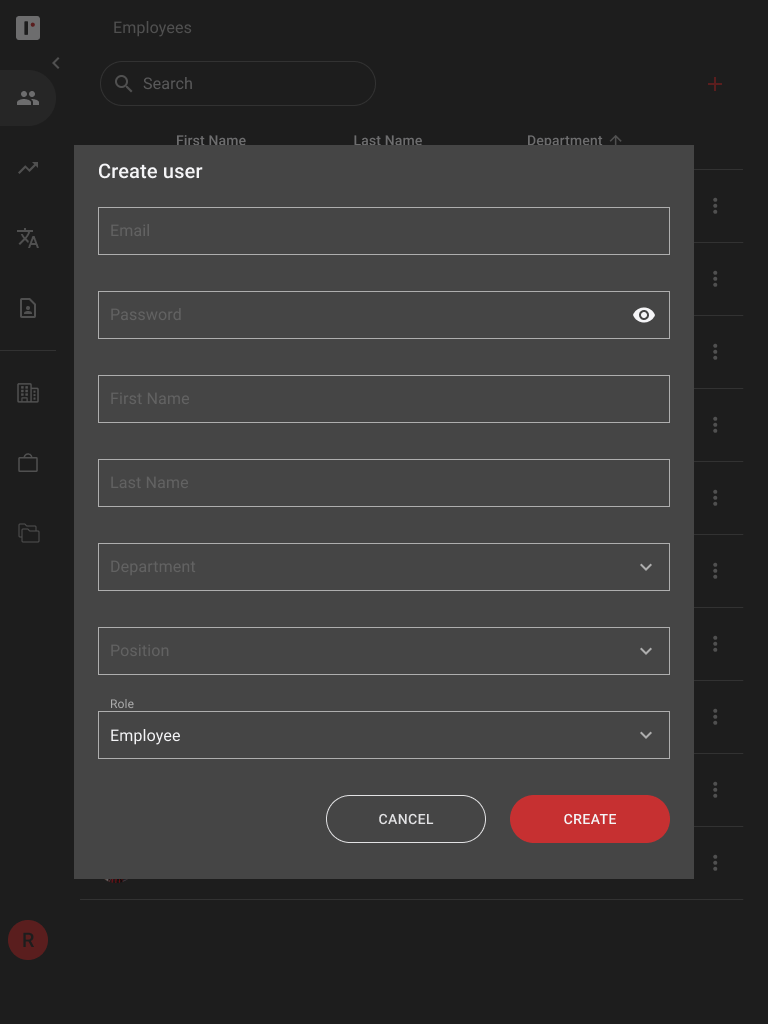 Employees
Search
First Name Last Name Department
Create user
Email
Password
First Name
Last Name
Department
Position
Role
Employee
CANCEL CREATE
R